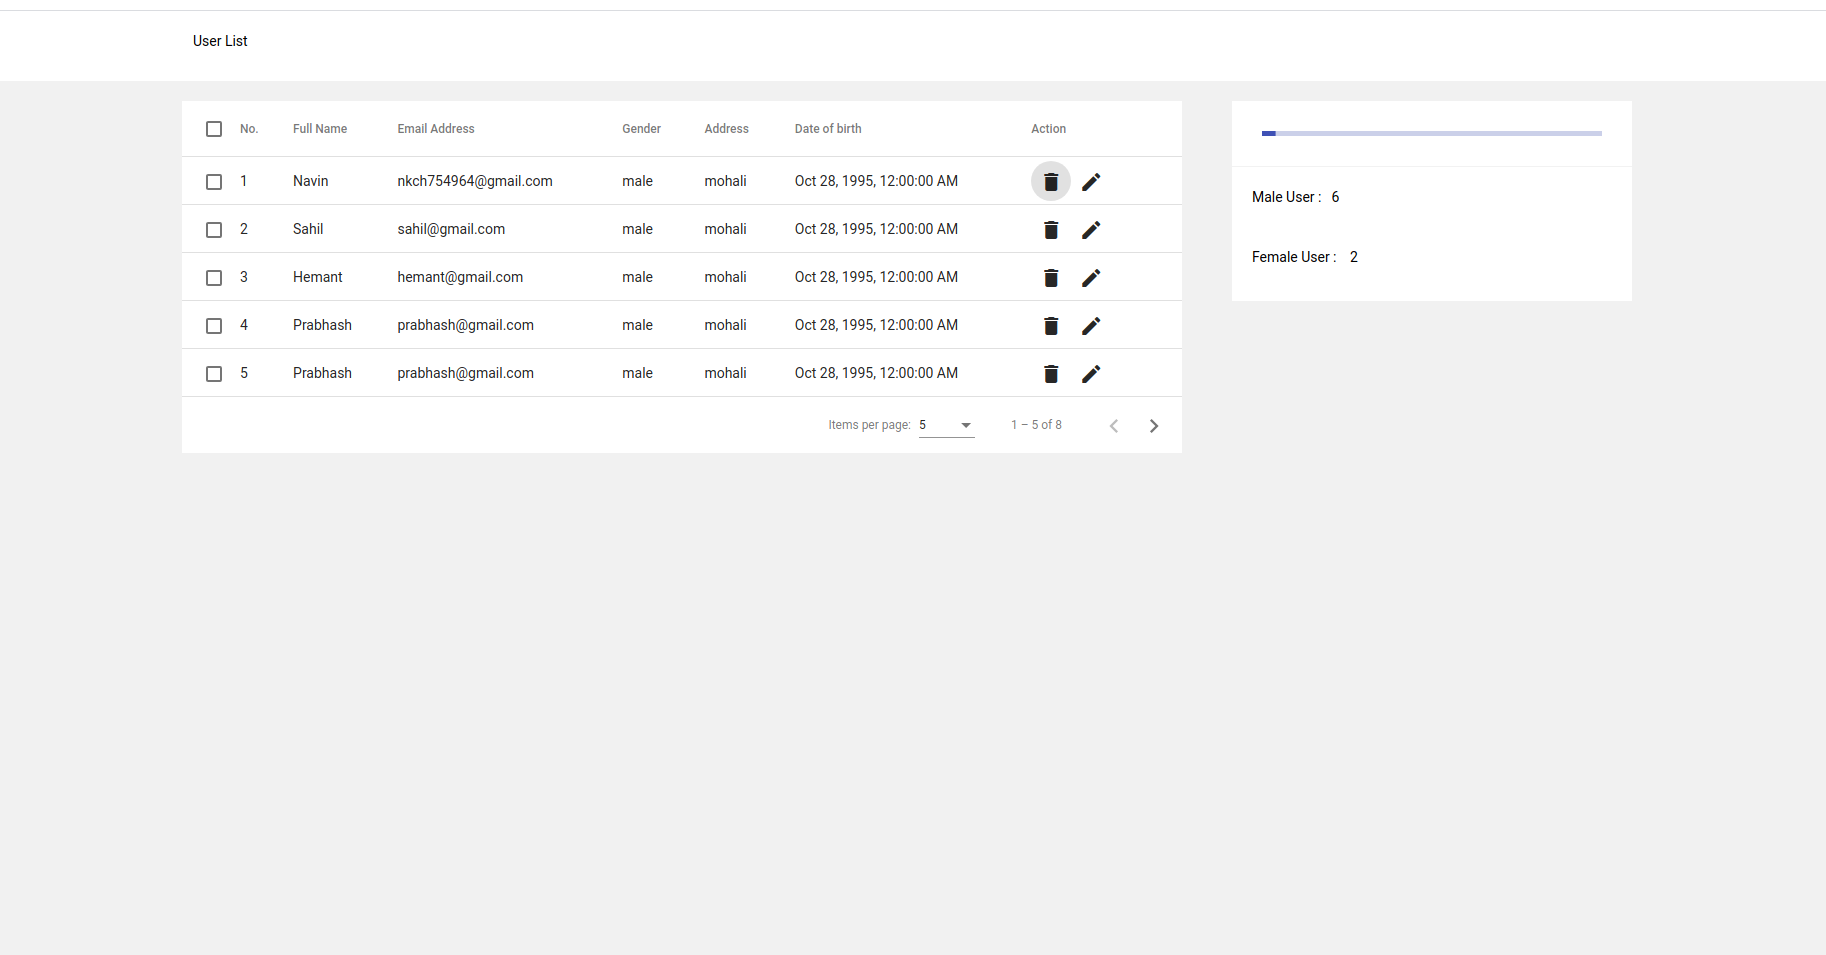 User List
No. Full Name Email Address Gender Address Date of birth Action
1 Navin nkch754964@gmail.com male mohali Oct 28, 1995, 12:00:00 AM
2 Sahil sahil@gmail.com male mohali Oct 28, 1995, 12:00:00 AM
3 Hemant hemant@gmail.com male mohali Oct 28, 1995, 12:00:00 AM
4 Prabhash prabhash@gmail.com male mohali Oct 28, 1995, 12:00:00 AM
5 Prabhash prabhash@gmail.com male mohali Oct 28, 1995, 12:00:00 AM
Items per page: 5 1 – 5 of 8
Male User : 6
Female User : 2